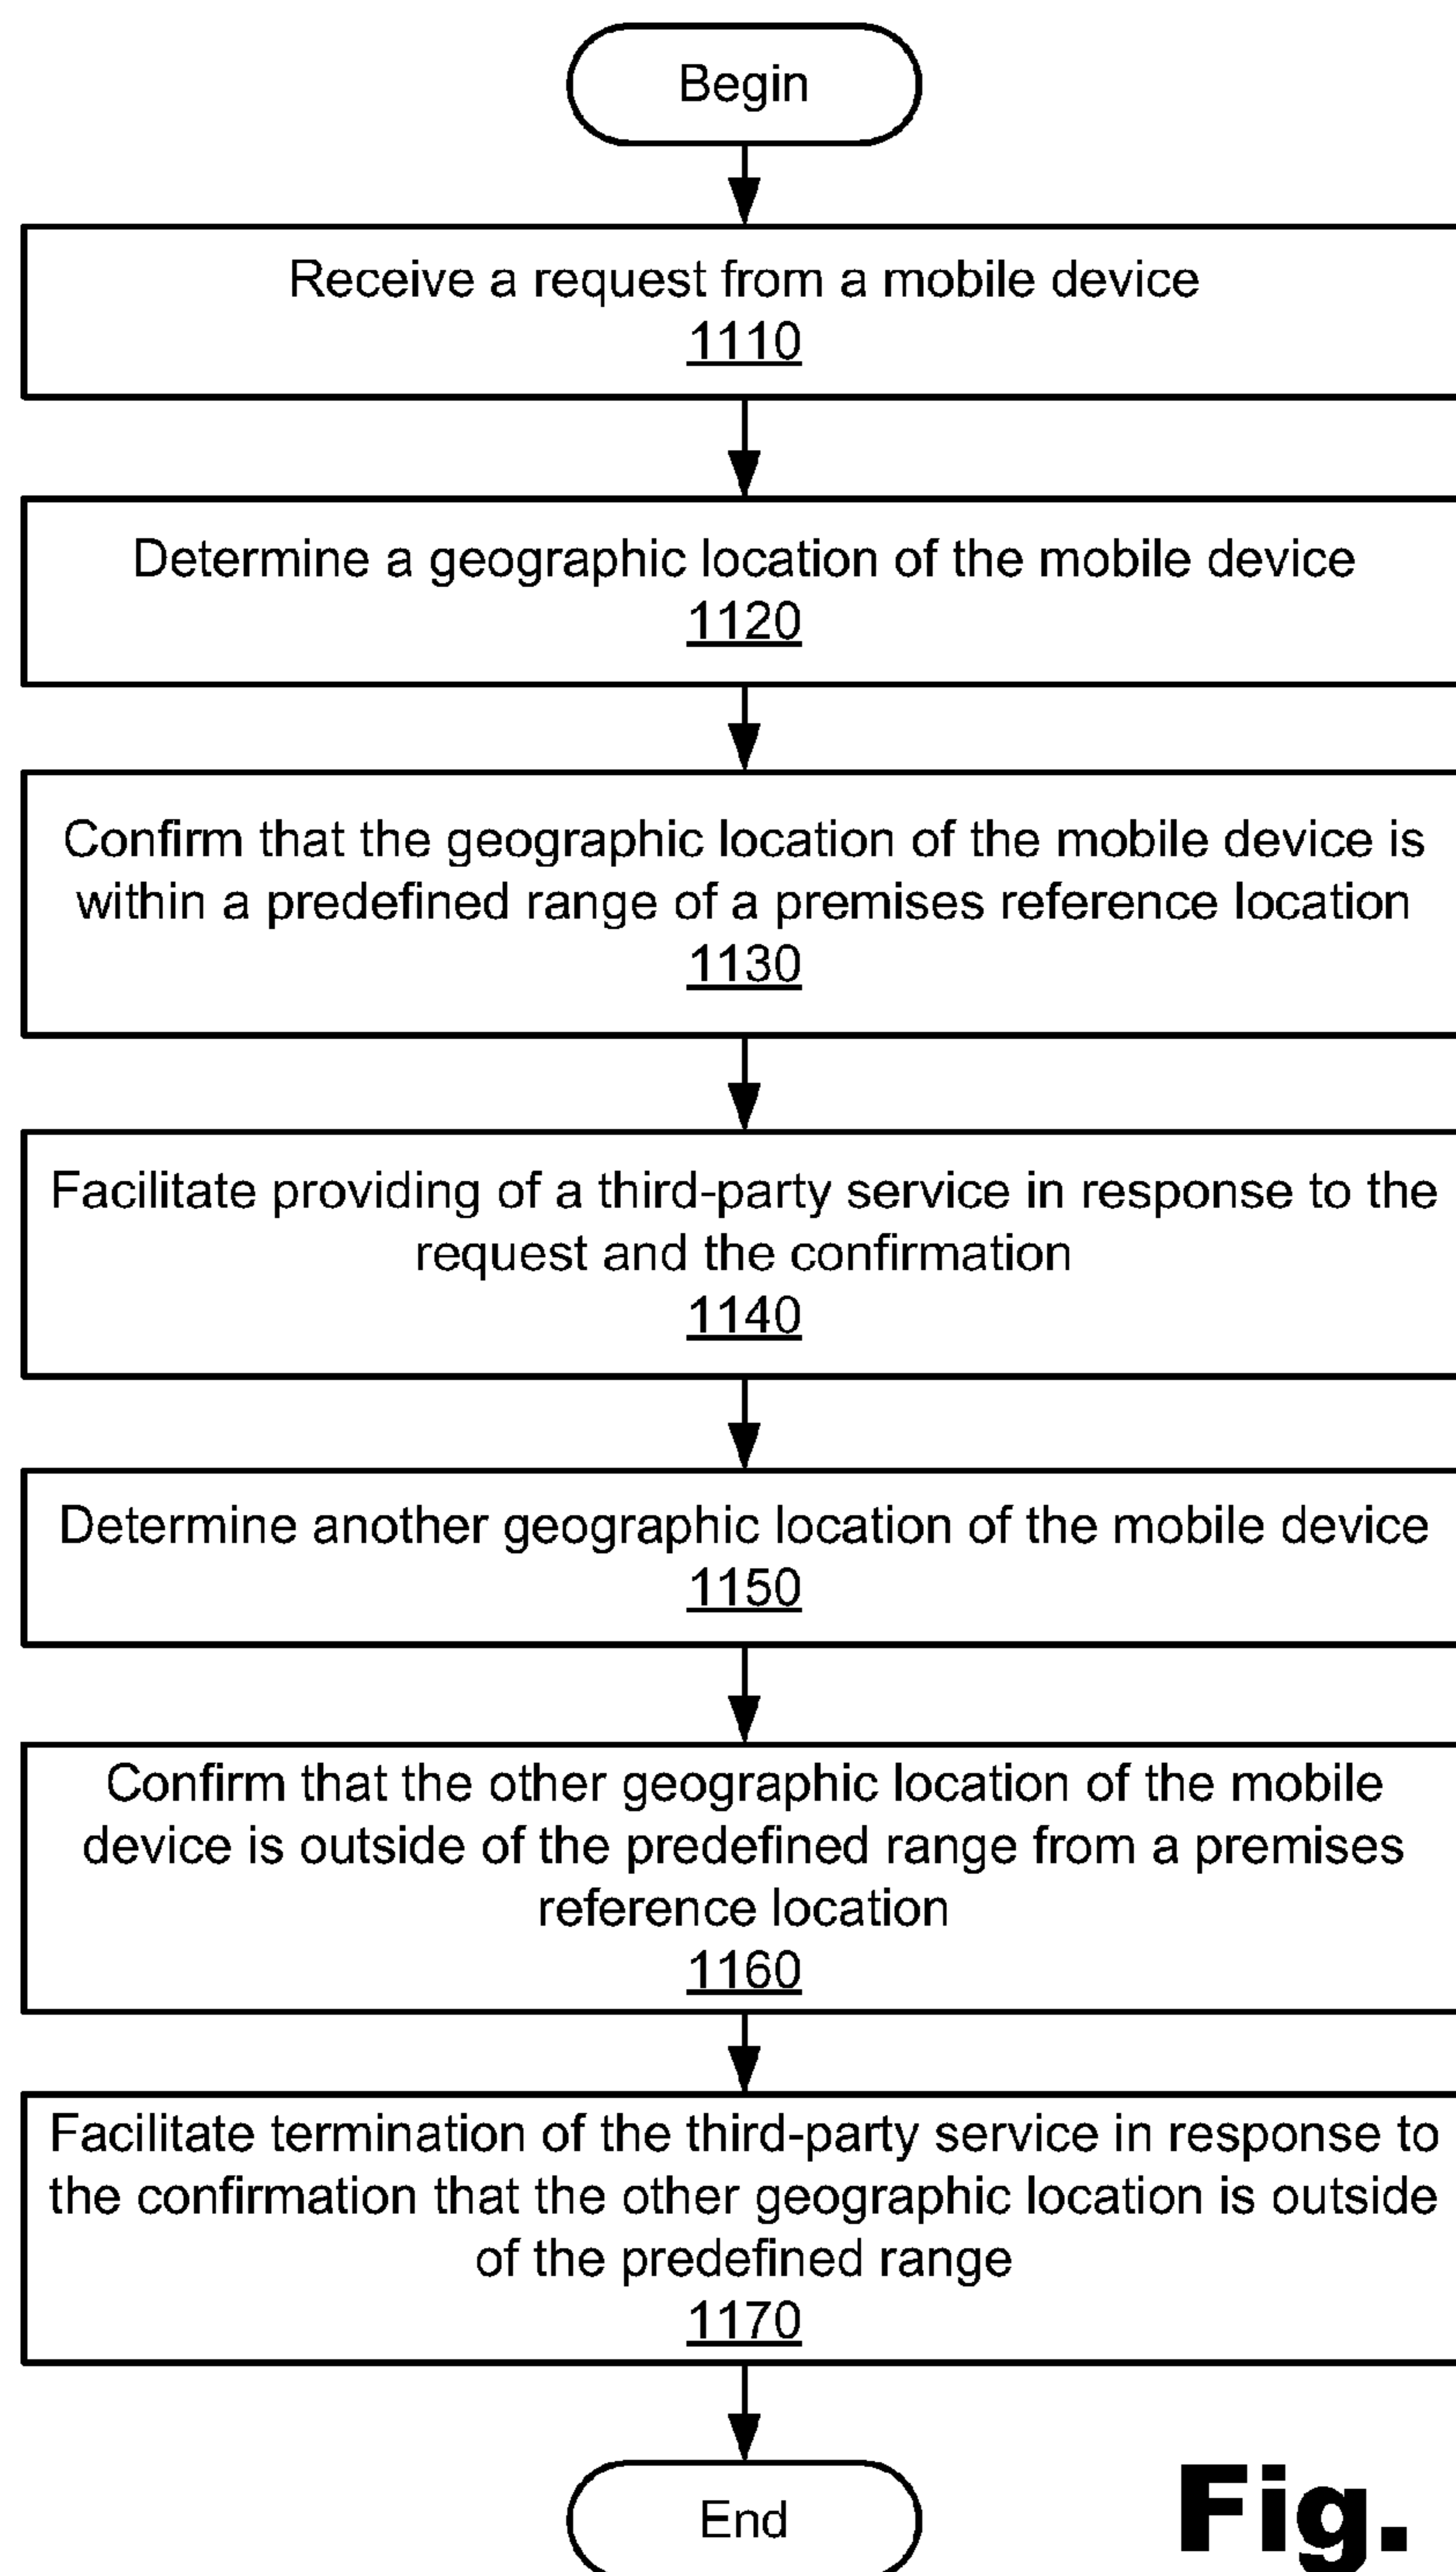 Begin
Receive a request from a mobile device
1110
Determine a geographic location of the mobile device
1120
Confirm that the geographic location of the mobile device is
within a predefined range of a premises reference location
1130
Facilitate providing of a third-party service in response to the
request and the confirmation
1140
Determine another geographic location of the mobile device
1150
Confirm that the other geographic location of the mobile
device is outside of the predefined range from a premises
reference location
1160
Facilitate termination of the third-party service in response to
the confirmation that the other geographic location is outside
of the predefined range
1170
End
Fig.